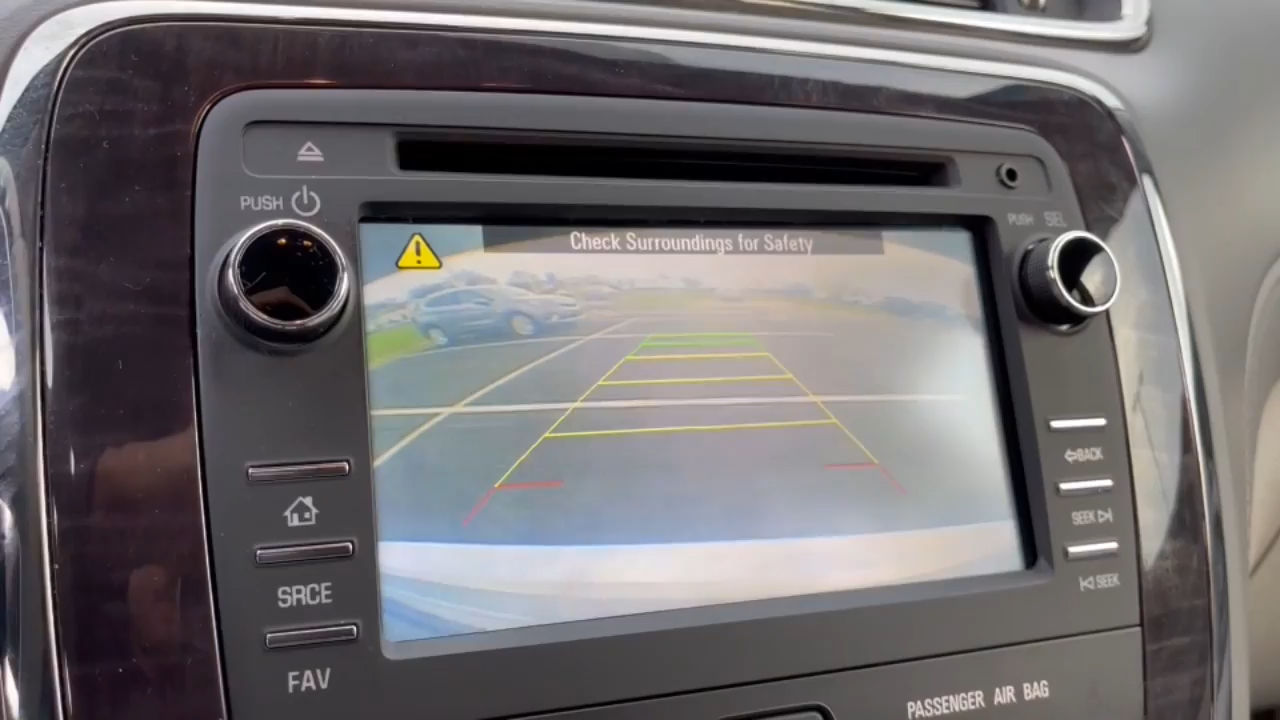 PUSH
PUSH SEL
Check Surroundings for Safety
BACK
SEEK
SEEK
SRCE
FAV
PASSENGER AIR BAG